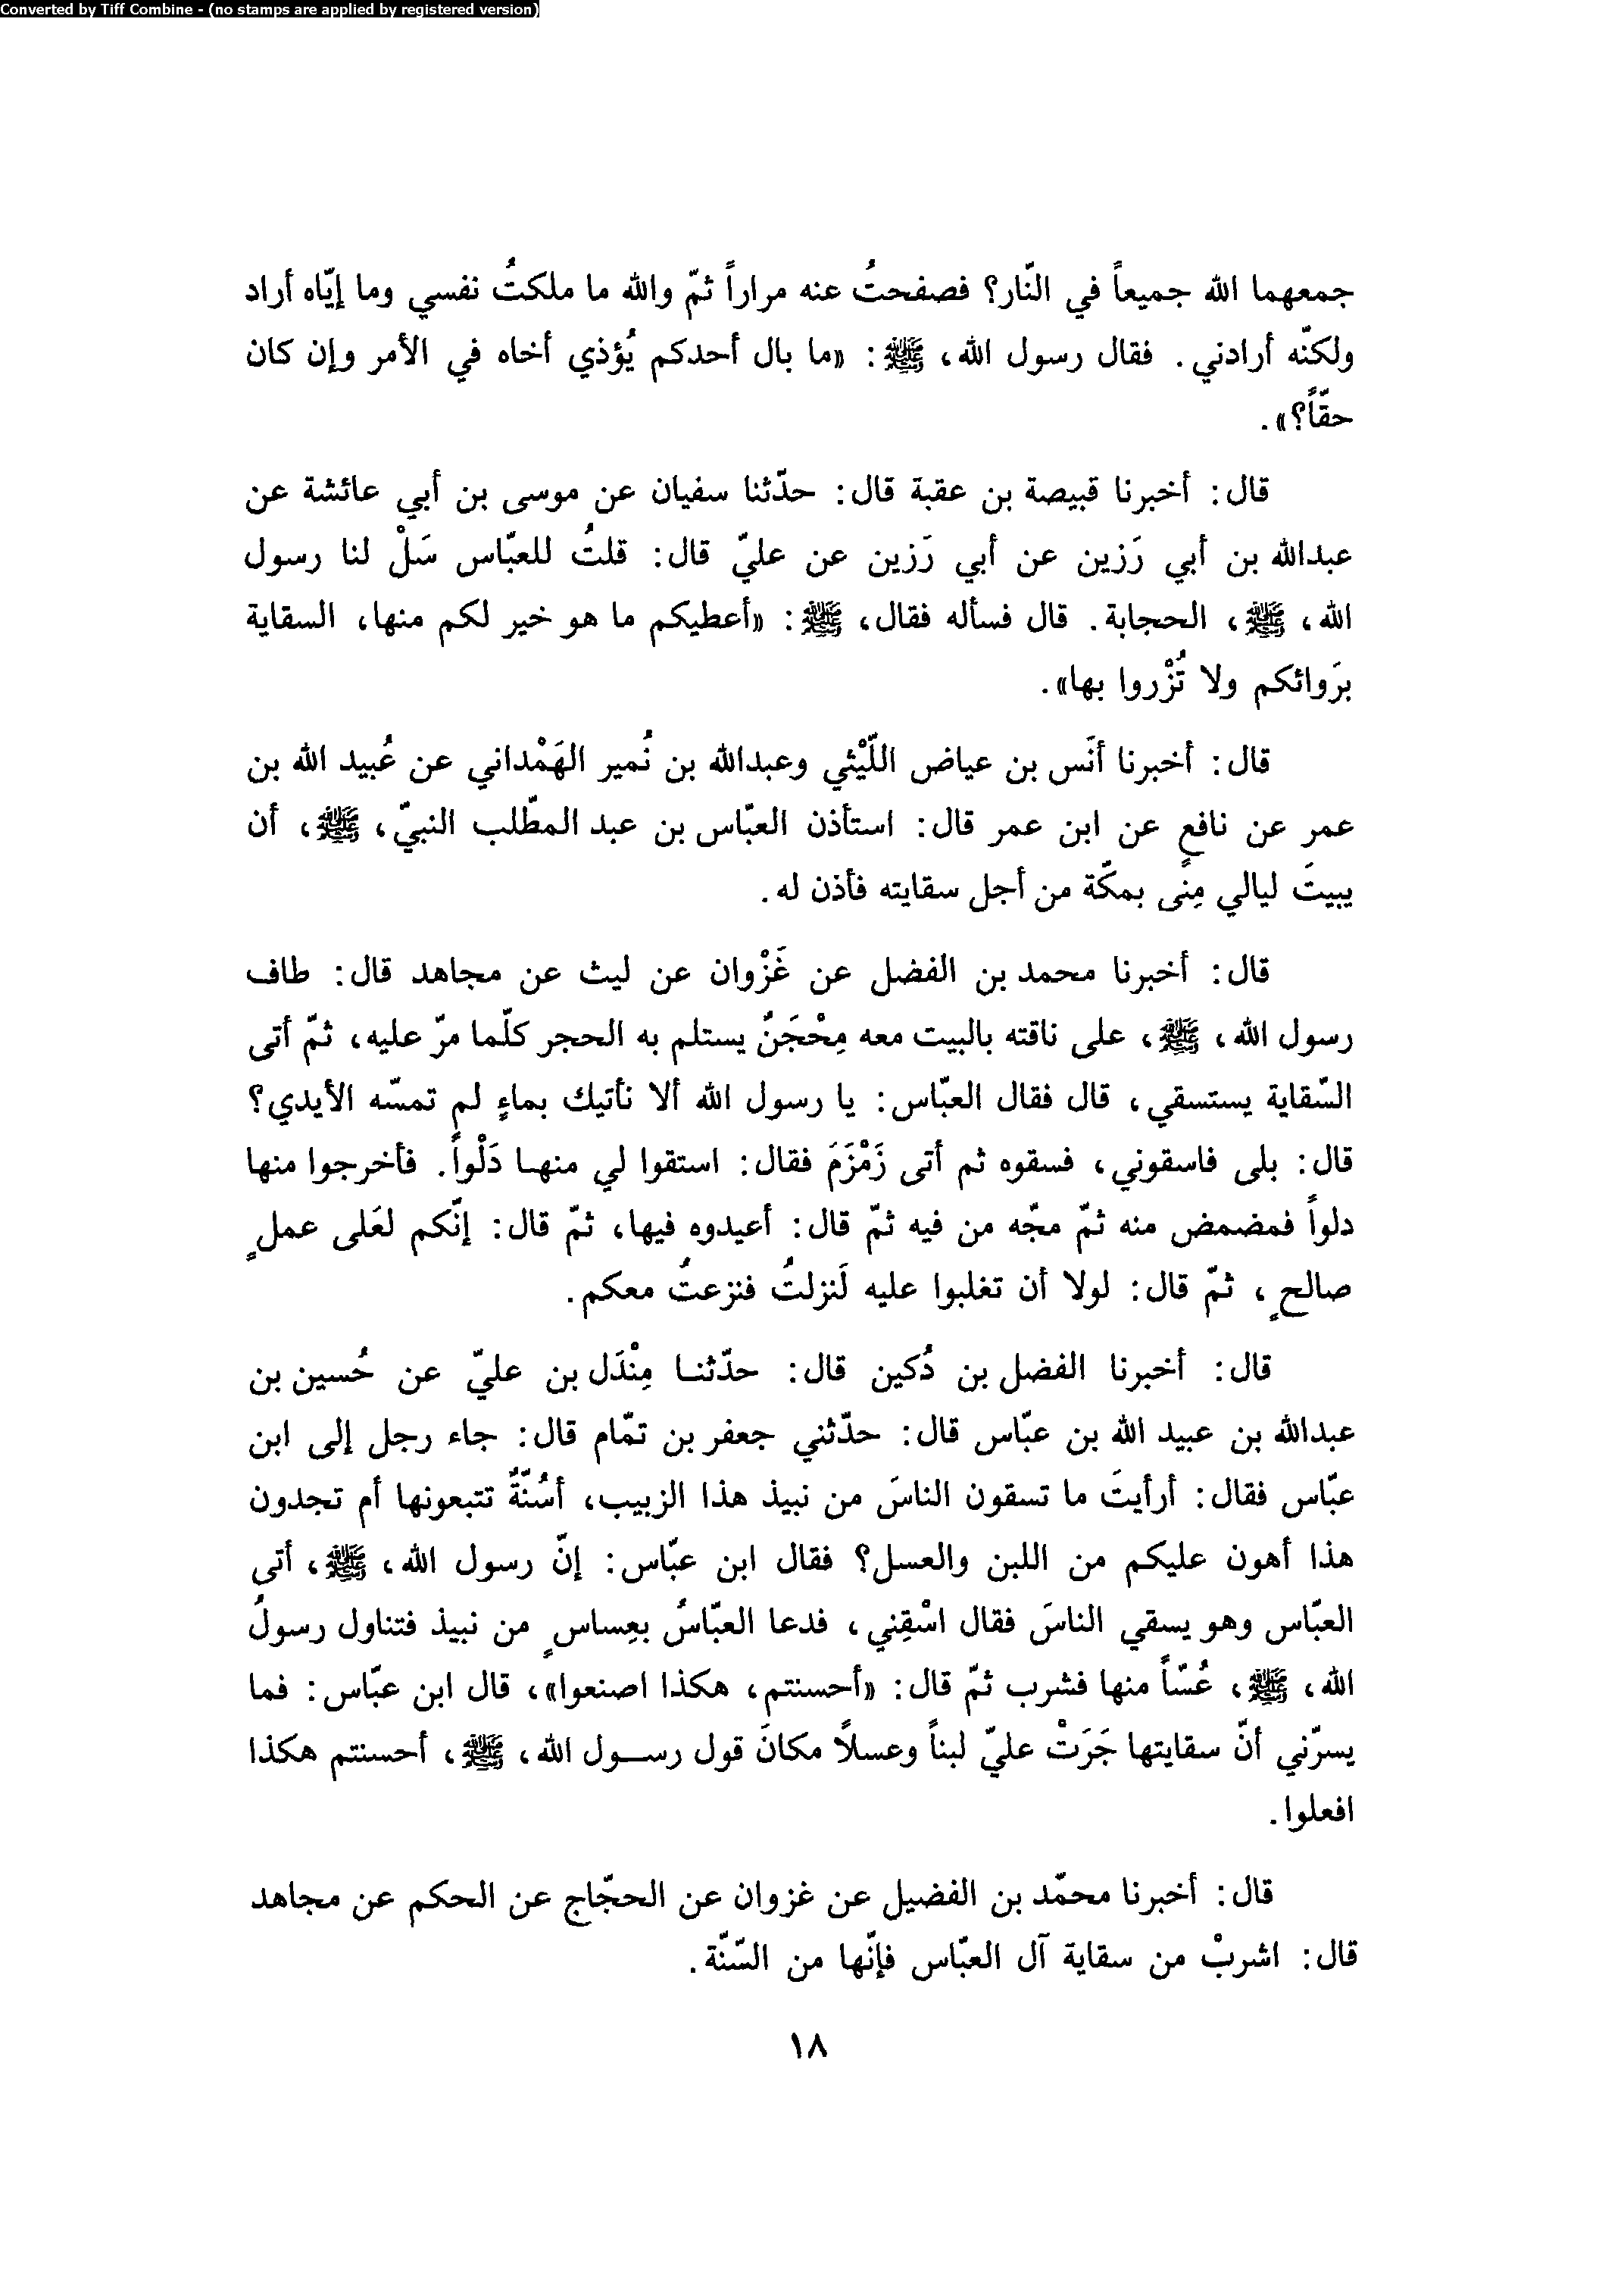 Converted by Tiff Combine - (no stamps are applied by registered version)
جمعهما الله جميعاً في النّار؟ فصفحتُ عنه مراراً ثمّ والله ما ملكتُ نفسي وما إيّاه أراد
ولكنّه أرادني. فقال رسول الله، ﷺ: «ما بال أحدكم يُؤذي أخاه في الأمر وإن كان
حقّاً؟».
قال: أخبرنا قبيصة بن عقبة قال: حدّثنا سفيان عن موسى بن أبي عائشة عن
عبدالله بن أبي رَزين عن أبي رَزين عن عليّ قال: قلتُ للعبّاس سَلْ لنا رسول
الله، ﷺ، الحجابة. قال فسأله فقال، ﷺ: «أعطيكم ما هو خير لكم منها، السقاية
برَوائكم ولا تُزْروا بها».
قال: أخبرنا أنَس بن عياض اللّيْثي وعبدالله بن نُمير الهَمْداني عن عُبيد الله بن
عمر عن نافعٍ عن ابن عمر قال: استأذن العبّاس بن عبد المطّلب النبيّ، ﷺ، أن
يبيتَ ليالي مِنًى بمكّة من أجل سقايته فأذن له.
قال: أخبرنا محمد بن الفضل عن غَزْوان عن ليث عن مجاهد قال: طاف
رسول الله، ﷺ، على ناقته بالبيت معه مِحْجَنٌ يستلم به الحجر كلّما مرّ عليه، ثمّ أتى
السّقاية يستسقي، قال فقال العبّاس: يا رسول الله ألا نأتيك بماءٍ لم تمسّه الأيدي؟
قال: بلى فاسقوني، فسقوه ثم أتى زَمْزَمَ فقال: استقوا لي منهـا دَلْواً. فأخرجوا منها
دلواً فمضمض منه ثمّ مجّه من فيه ثمّ قال: أعيدوه فيها، ثمّ قال: إنّكم لعَلى عملٍ
صالحٍ، ثمّ قال: لولا أن تغلبوا عليه لَنزلتُ فنزعتُ معكم.
قال: أخبرنا الفضل بن دُكين قال: حدّثنـا مِنْدَل بن عليّ عن حُسين بن
عبدالله بن عبيد الله بن عبّاس قال: حدّثني جعفر بن تمّام قال: جاء رجل إلى ابن
عبّاس فقال: أرأيتَ ما تسقون الناسَ من نبيذ هذا الزبيب، أسُنّةٌ تتبعونها أم تجدون
هذا أهون عليكم من اللبن والعسل؟ فقال ابن عبّاس: إنّ رسول الله، ﷺ، أتى
العبّاس وهو يسقي الناسَ فقال اسْقِني، فدعا العبّاسُ بعِساسٍ من نبيذ فتناول رسولُ
الله، ﷺ، عُسّاً منها فشرب ثمّ قال: «أحسنتم، هكذا اصنعوا»، قال ابن عبّاس: فما
يسرّني أنّ سقايتها جَرَتْ عليّ لبناً وعسلاً مكانَ قول رســول الله، ﷺ، أحسنتم هكذا
افعلوا.
قال: أخبرنا محمّد بن الفضيل عن غزوان عن الحجّاج عن الحكم عن مجاهد
قال: اشربْ من سقاية آل العبّاس فإنّها من السّنّة.
١٨